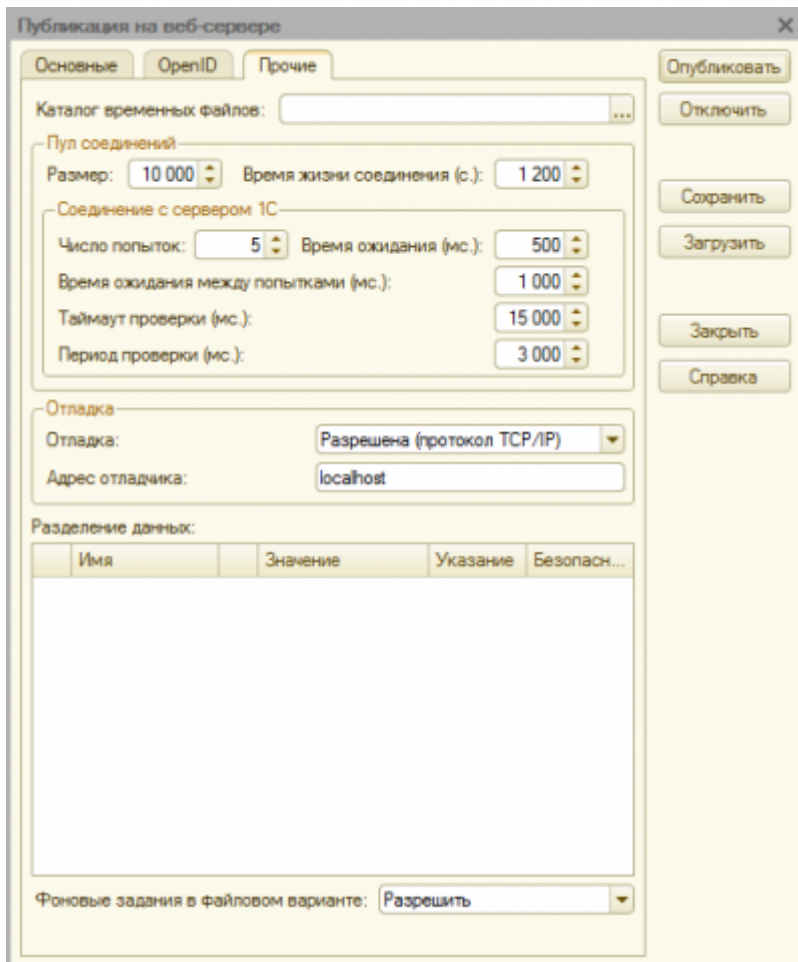 Публикация на веб-сервере
Основные OpenID Прочие
Опубликовать
Каталог временных файлов: ...
Отключить
Пул соединений
Размер: 10 000 Время жизни соединения (с.): 1 200
Сохранить
Соединение с сервером 1С
Число попыток: 5 Время ожидания (мс.): 500
Загрузить
Время ожидания между попытками (мс.): 1 000
Таймаут проверки (мс.): 15 000
Закрыть
Период проверки (мс.): 3 000
Справка
Отладка
Отладка: Разрешена (протокол TCP/IP)
Адрес отладчика: localhost
Разделение данных:
Имя Значение Указание Безопасн...
Фоновые задания в файловом варианте: Разрешить